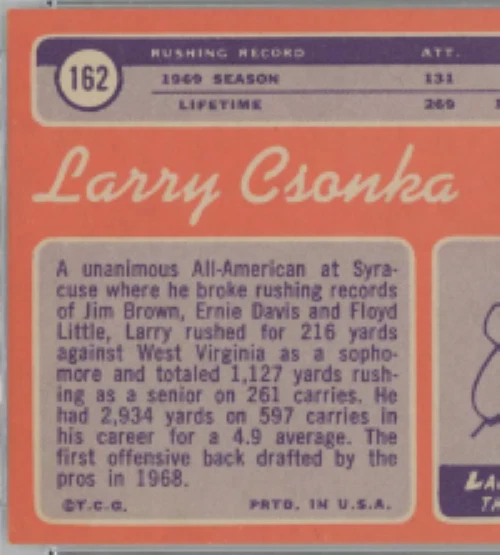 RUSHING RECORD ATT.
162
1969 SEASON 131
LIFETIME 269
Larry Csonka
A unanimous All-American at Syra-
cuse where he broke rushing records
of Jim Brown, Ernie Davis and Floyd
Little, Larry rushed for 216 yards
against West Virginia as a sopho-
more and totaled 1,127 yards rush-
ing as a senior on 261 carries. He
had 2,934 yards on 597 carries in
his career for a 4.9 average. The
first offensive back drafted by the
pros in 1968.
©T.C.G. PRTD. IN U.S.A.